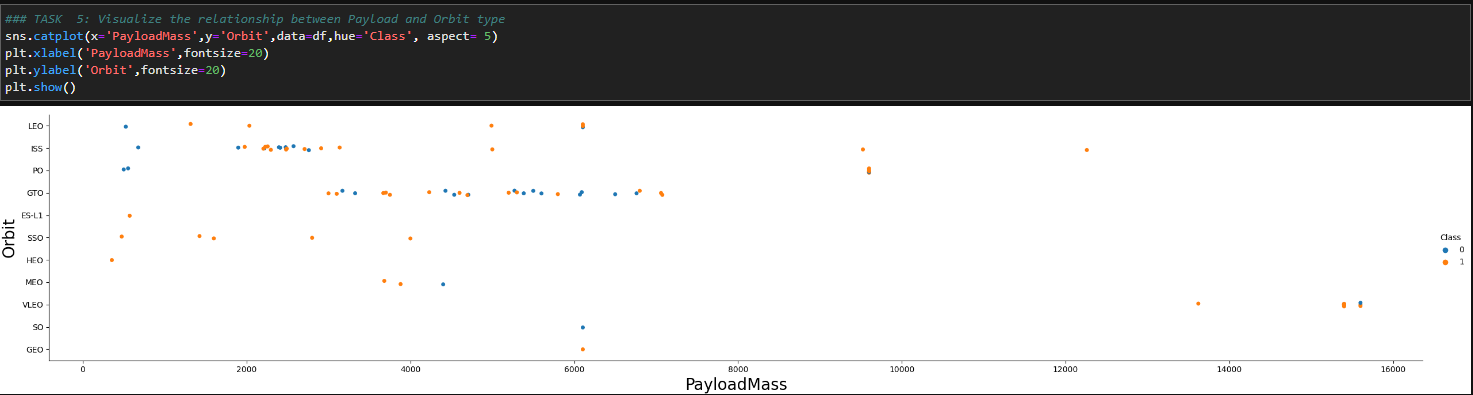 ### TASK  5: Visualize the relationship between Payload and Orbit type
sns.catplot(x='PayloadMass',y='Orbit',data=df,hue='Class', aspect= 5)
plt.xlabel('PayloadMass',fontsize=20)
plt.ylabel('Orbit',fontsize=20)
plt.show()
LEO
ISS
PO
GTO
ES-L1
SSO
HEO
MEO
VLEO
SO
GEO
Orbit
0 2000 4000 6000 8000 10000 12000 14000 16000
PayloadMass
Class
0
1